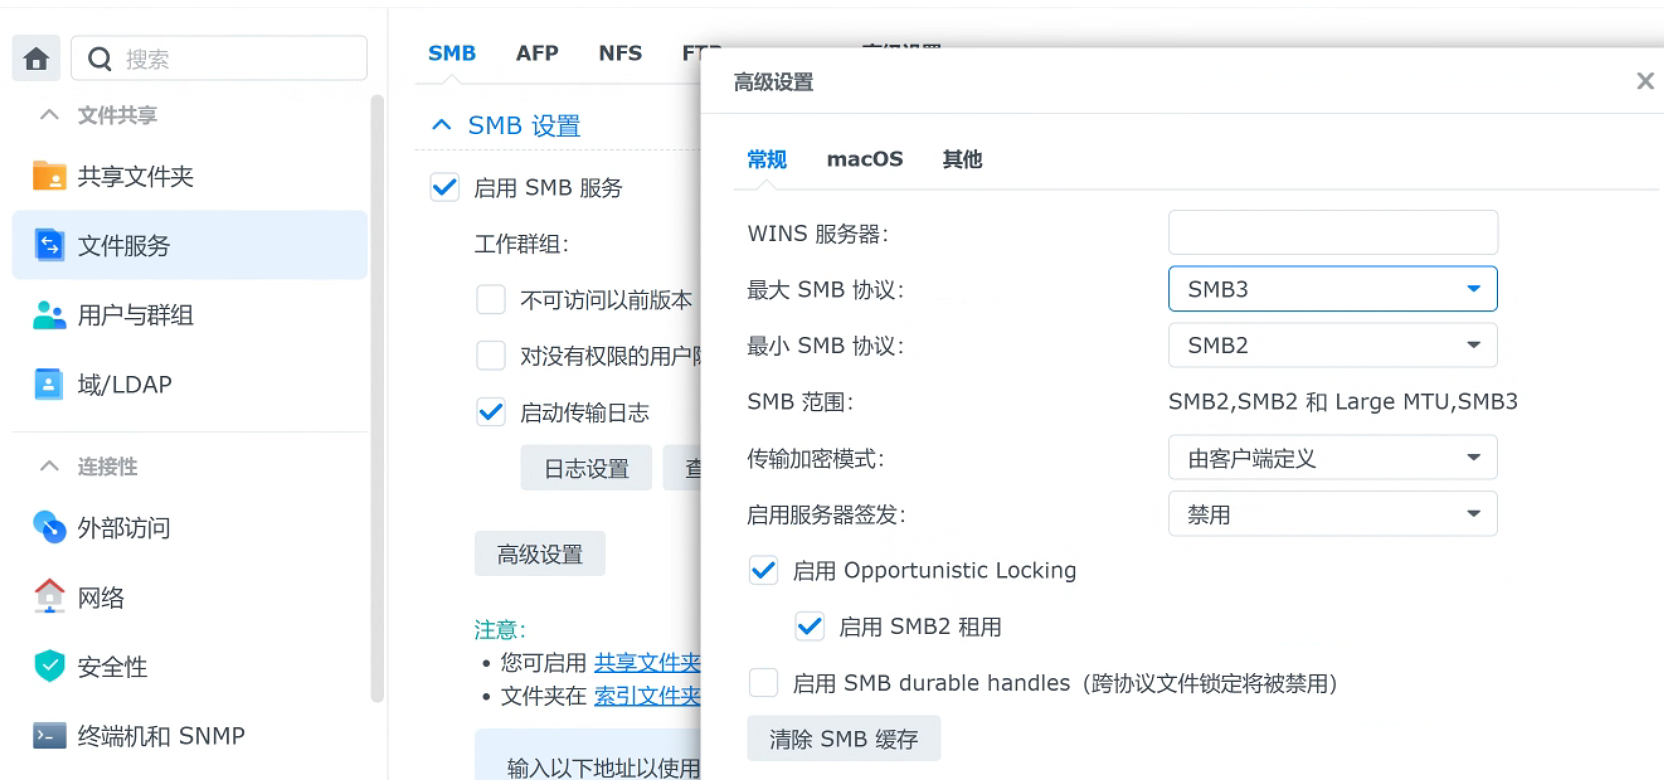 搜索
文件共享
共享文件夹
文件服务
用户与群组
域/LDAP
连接性
外部访问
网络
安全性
终端机和 SNMP
SMB AFP NFS FTP 高级设置
SMB 设置
启用 SMB 服务
工作群组:
不可访问以前版本
对没有权限的用户
启动传输日志
日志设置
高级设置
注意:
• 您可启用 共享文件夹
• 文件夹在 索引文件夹
输入以下地址以使用
高级设置
常规 macOS 其他
WINS 服务器:
最大 SMB 协议: SMB3
最小 SMB 协议: SMB2
SMB 范围: SMB2,SMB2 和 Large MTU,SMB3
传输加密模式: 由客户端定义
启用服务器签发: 禁用
启用 Opportunistic Locking
启用 SMB2 租用
启用 SMB durable handles (跨协议文件锁定将被禁用)
清除 SMB 缓存